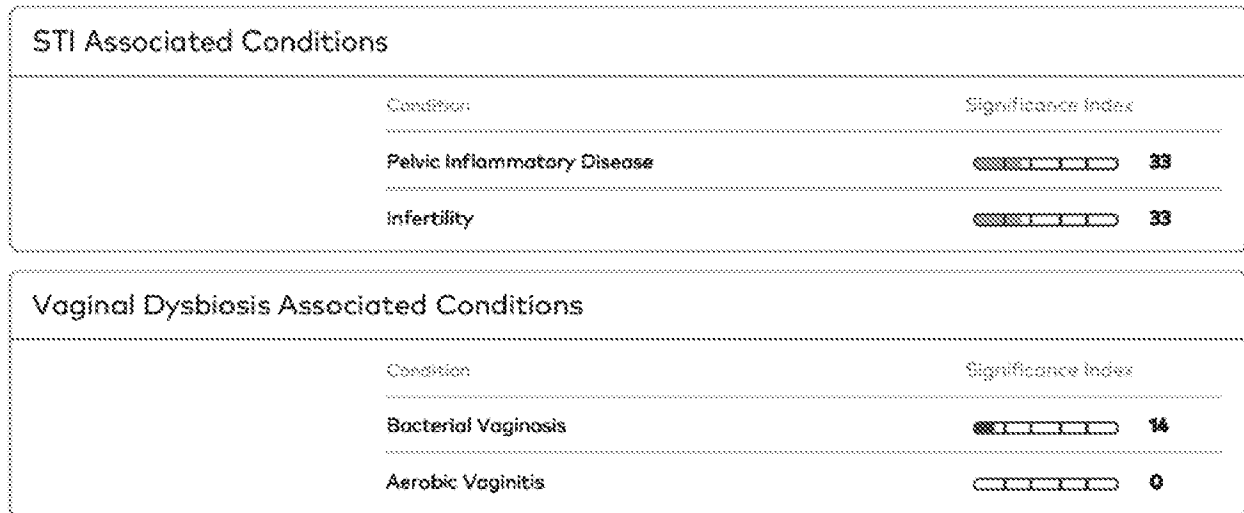 STI Associated Conditions
Condition Significance Index
Pelvic Inflammatory Disease 33
Infertility 33
Vaginal Dysbiosis Associated Conditions
Condition Significance Index
Bacterial Vaginosis 14
Aerobic Vaginitis 0